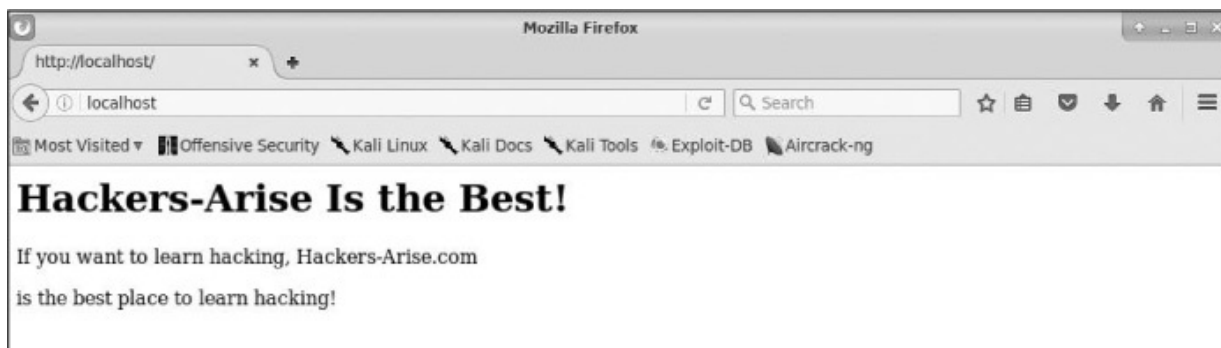 Mozilla Firefox
http://localhost/
localhost
Search
Most Visited Offensive Security Kali Linux Kali Docs Kali Tools Exploit-DB Aircrack-ng
Hackers-Arise Is the Best!
If you want to learn hacking, Hackers-Arise.com
is the best place to learn hacking!